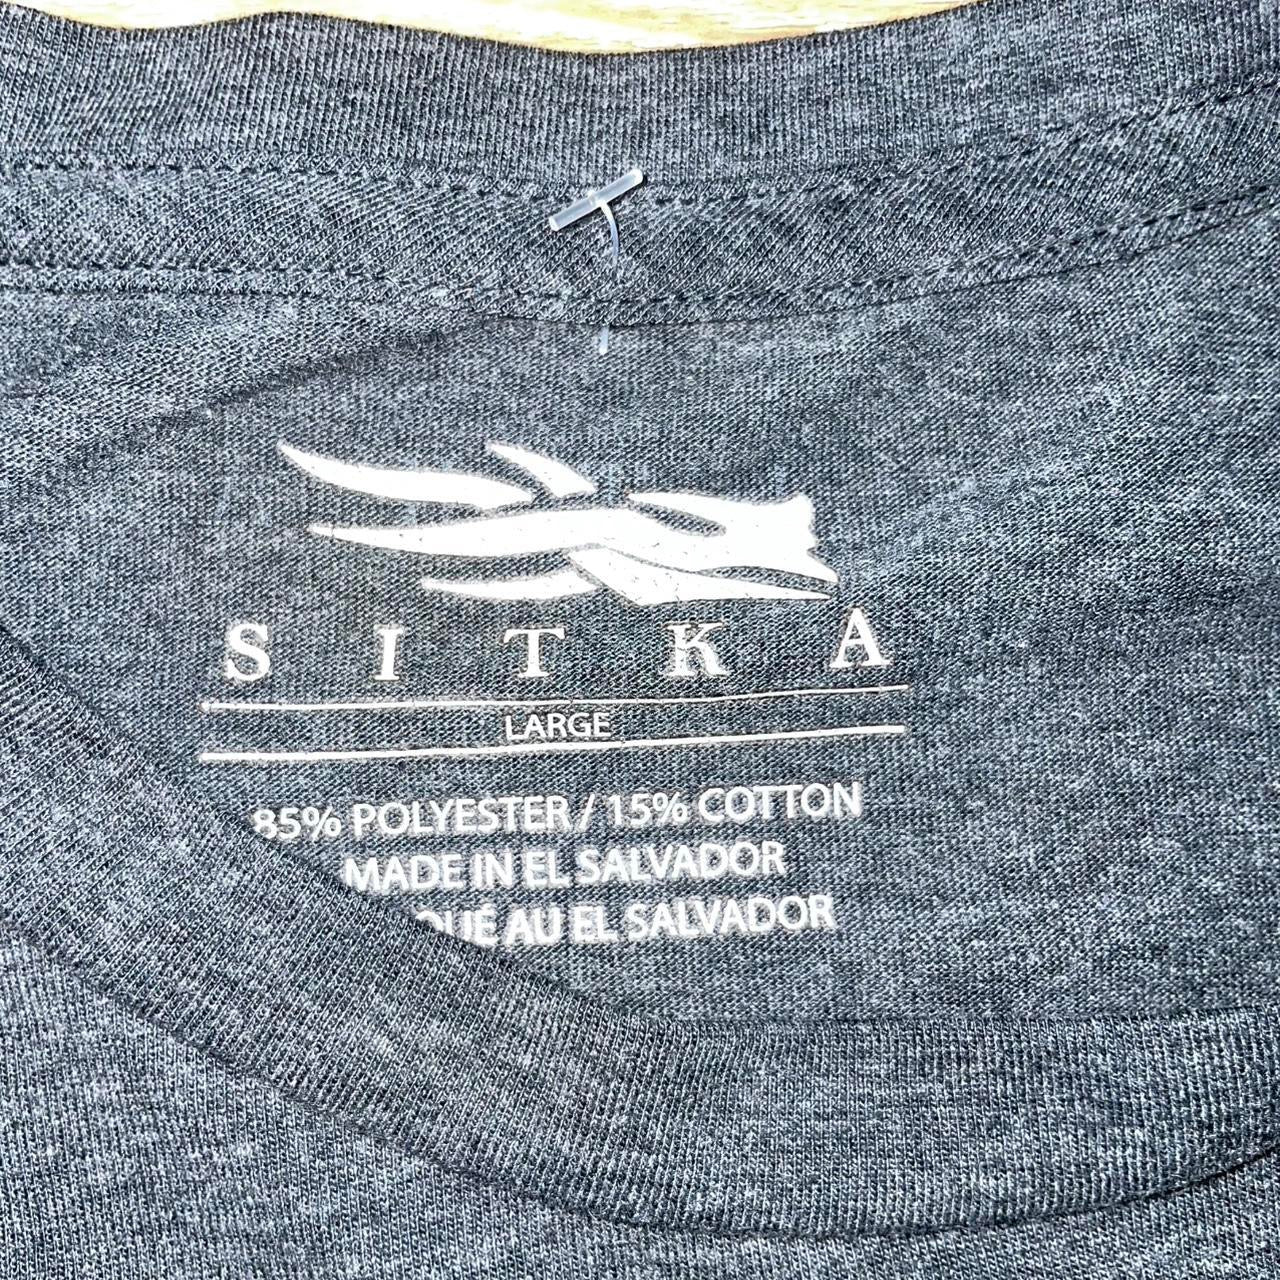 SITKA
LARGE
85% POLYESTER / 15% COTTON
MADE IN EL SALVADOR
AU EL SALVADOR